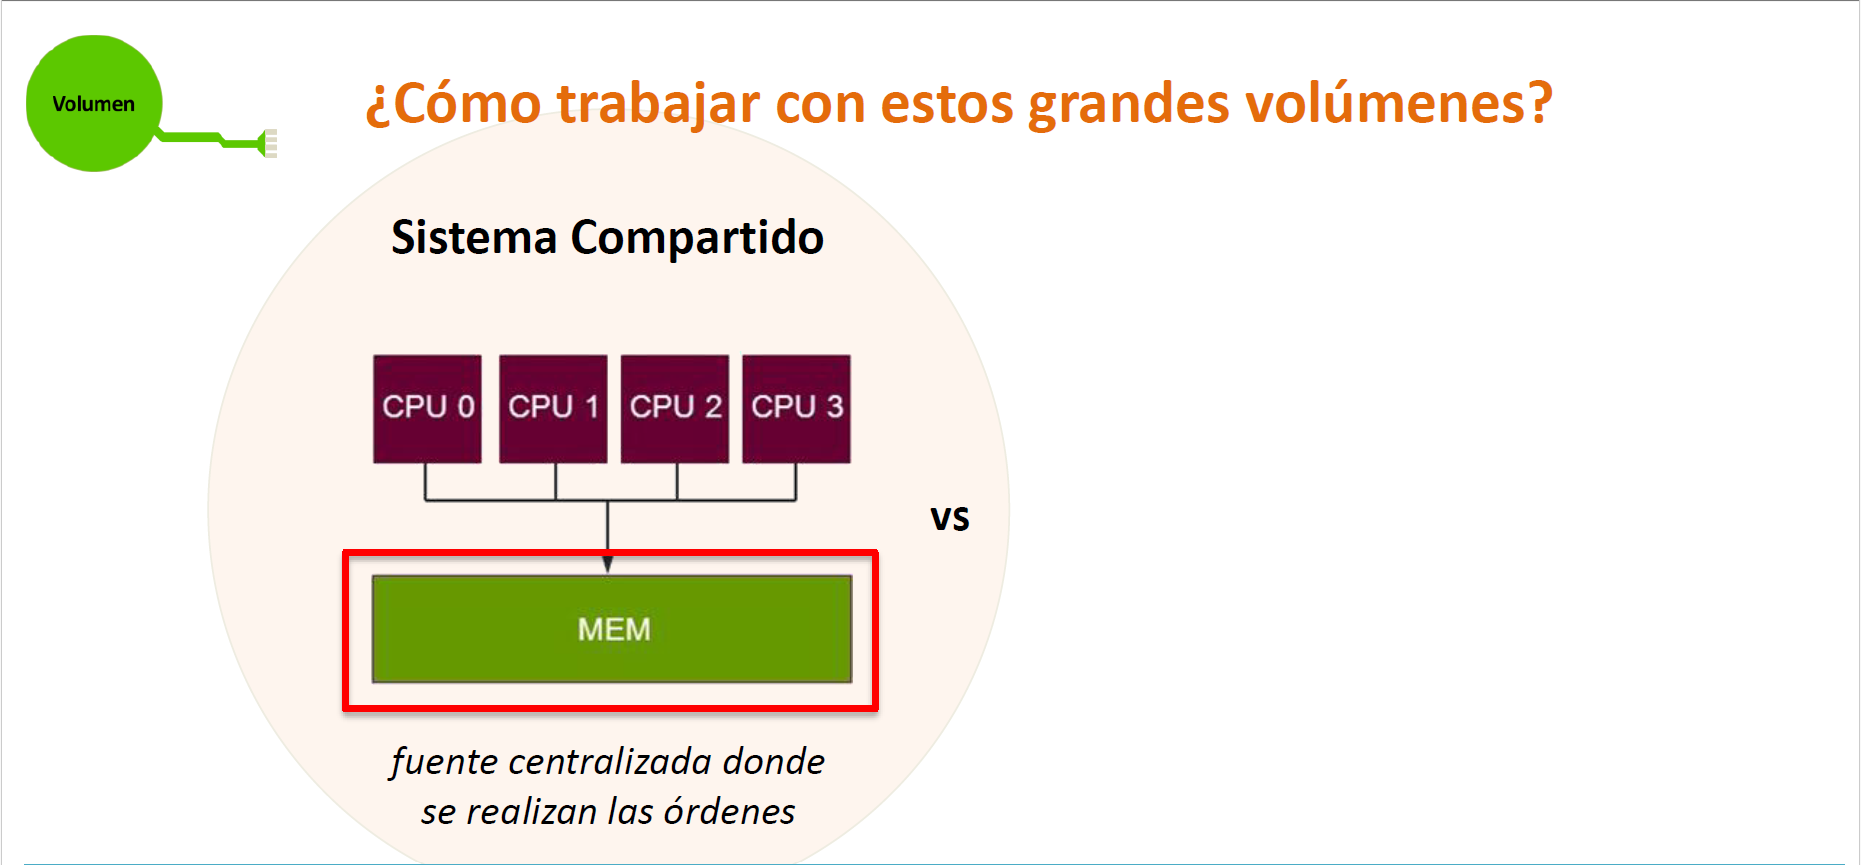 Volumen
¿Cómo trabajar con estos grandes volúmenes?
Sistema Compartido
CPU 0 CPU 1 CPU 2 CPU 3
vs
MEM
fuente centralizada donde
se realizan las órdenes